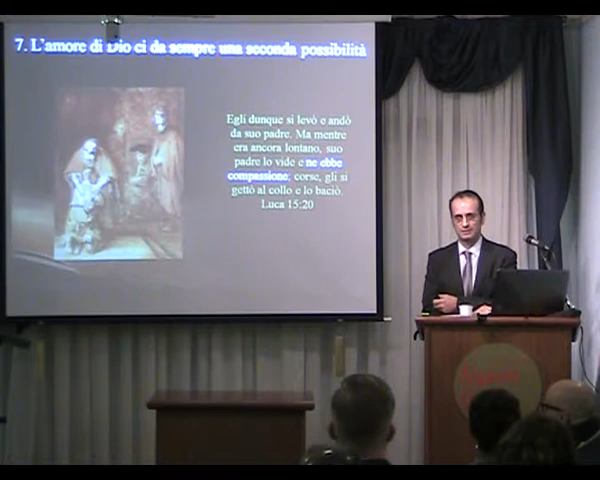 7. L'amore di Dio ci da sempre una seconda possibilità
Egli dunque si levò e andò
da suo padre. Ma mentre
era ancora lontano, suo
padre lo vide e ne ebbe
compassione; corse, gli si
gettò al collo e lo baciò.
Luca 15:20